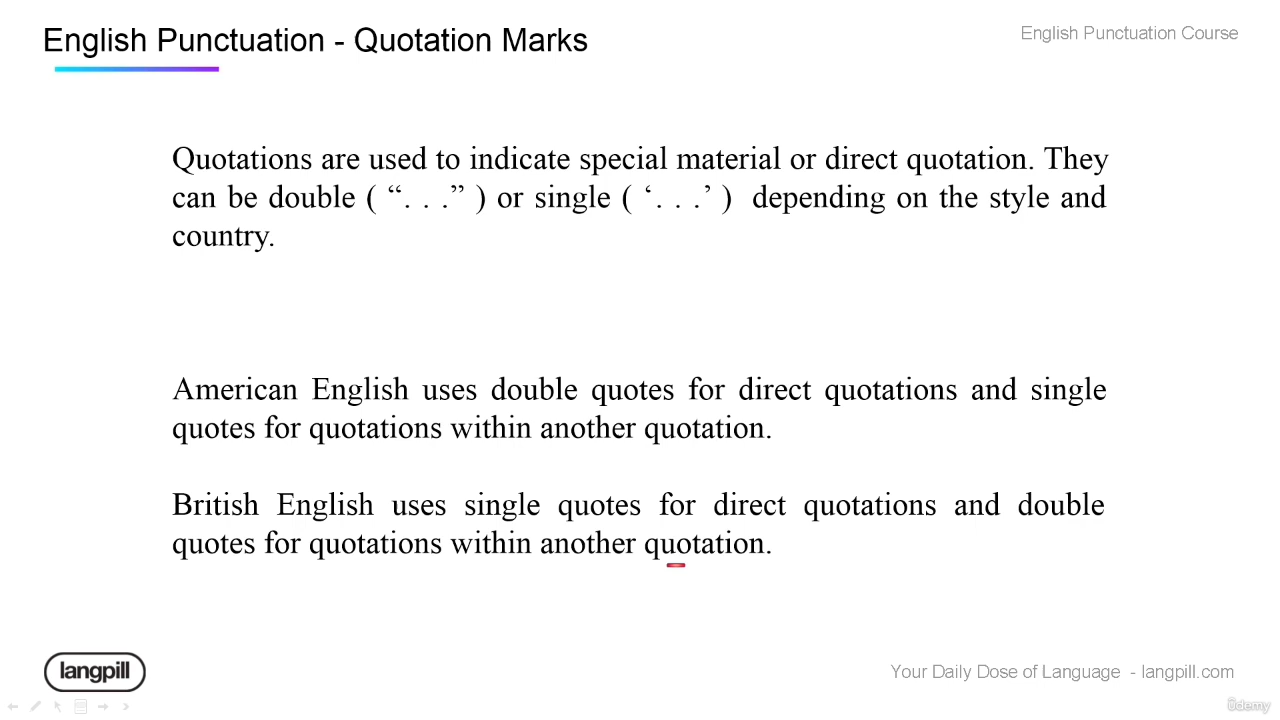 English Punctuation - Quotation Marks
English Punctuation Course
Quotations are used to indicate special material or direct quotation. They
can be double ( “. . .” ) or single ( ‘. . .’ ) depending on the style and
country.
American English uses double quotes for direct quotations and single
quotes for quotations within another quotation.
British English uses single quotes for direct quotations and double
quotes for quotations within another quotation.
langpill
Your Daily Dose of Language - langpill.com
ûdemy